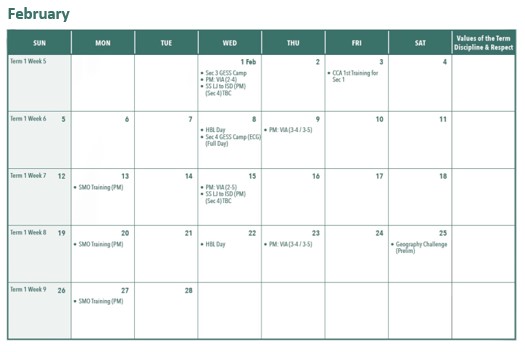 February
SUN MON TUE WED THU FRI SAT Values of the Term
Discipline & Respect
Term 1 Week 5 1 Feb 2 3 4
• Sec 3 GESS Camp
• PM: VIA (2-4)
• SS LJ to ISD (PM)
(Sec 4) TBC
• CCA 1st Training for
Sec 1
Term 1 Week 6 5 6 7 8 9 10 11
• HBL Day
• Sec 4 GESS Camp (ECG)
(Full Day)
• PM: VIA (3-4 / 3-5)
Term 1 Week 7 12 13 14 15 16 17 18
• SMO Training (PM)
• PM: VIA (2-5)
• SS LJ to ISD (PM)
(Sec 4) TBC
Term 1 Week 8 19 20 21 22 23 24 25
• SMO Training (PM)
• HBL Day
• PM: VIA (3-4 / 3-5)
• Geography Challenge
(Prelim)
Term 1 Week 9 26 27 28
• SMO Training (PM)